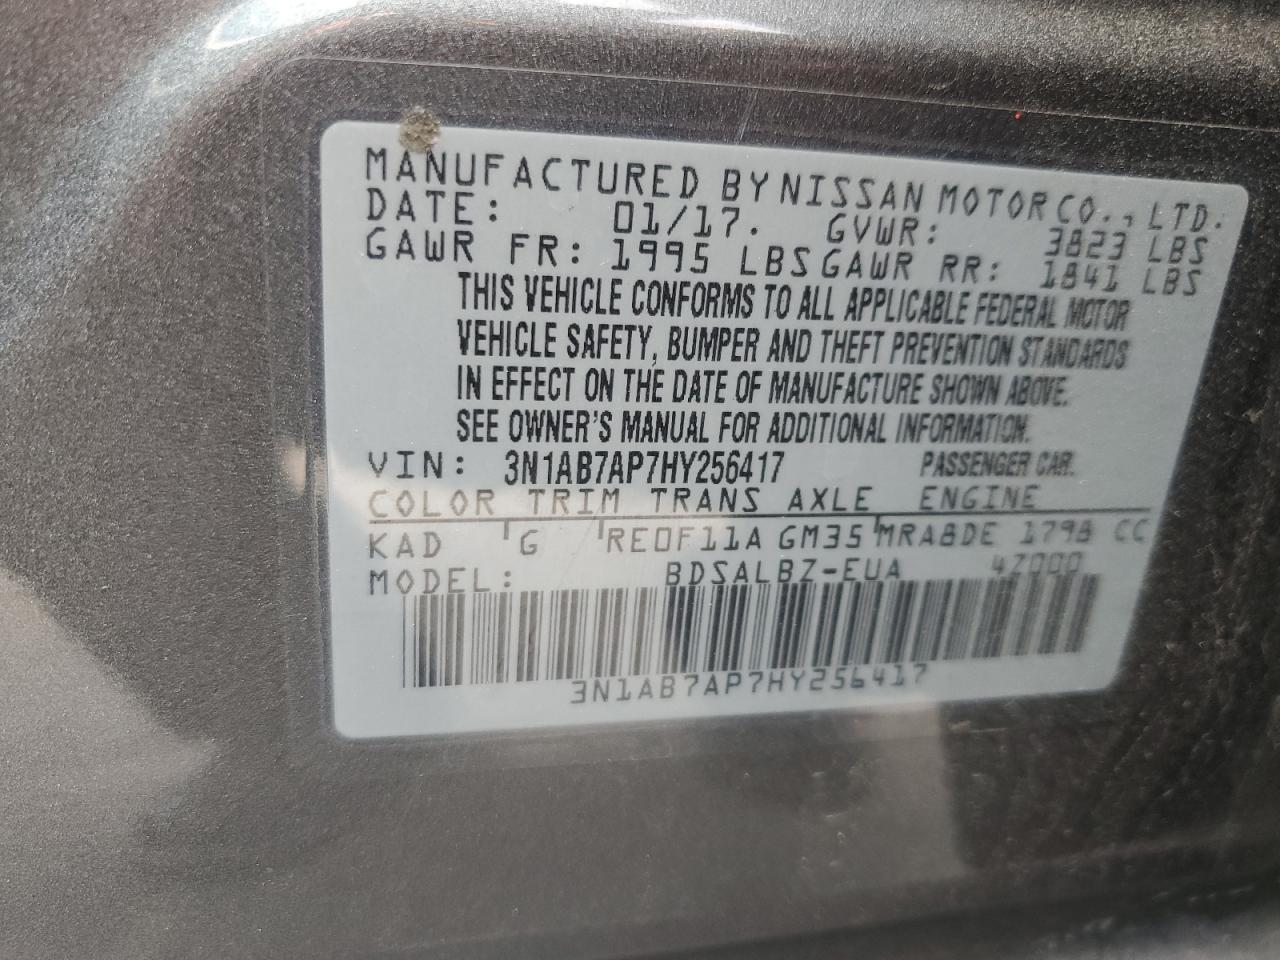 MANUFACTURED BY NISSAN MOTOR CO., LTD.
DATE: 01/17. GVWR: 3823 LBS
GAWR FR: 1995 LBS GAWR RR: 1841 LBS
THIS VEHICLE CONFORMS TO ALL APPLICABLE FEDERAL MOTOR
VEHICLE SAFETY, BUMPER AND THEFT PREVENTION STANDARDS
IN EFFECT ON THE DATE OF MANUFACTURE SHOWN ABOVE.
SEE OWNER'S MANUAL FOR ADDITIONAL INFORMATION.
VIN: 3N1AB7AP7HY256417 PASSENGER CAR.
COLOR TRIM TRANS AXLE ENGINE
KAD G RE0F11A GM35 MRA8DE 1798 CC
MODEL: BDSALBZ-EUA 4Z000
3N1AB7AP7HY256417